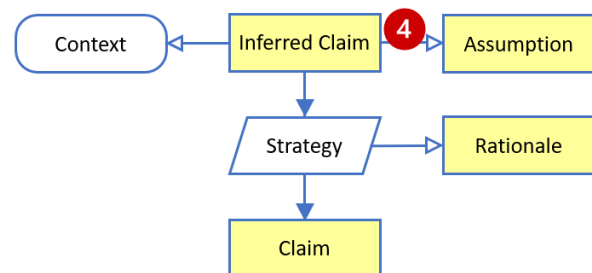 Context
Inferred Claim
4
Assumption
Strategy
Rationale
Claim